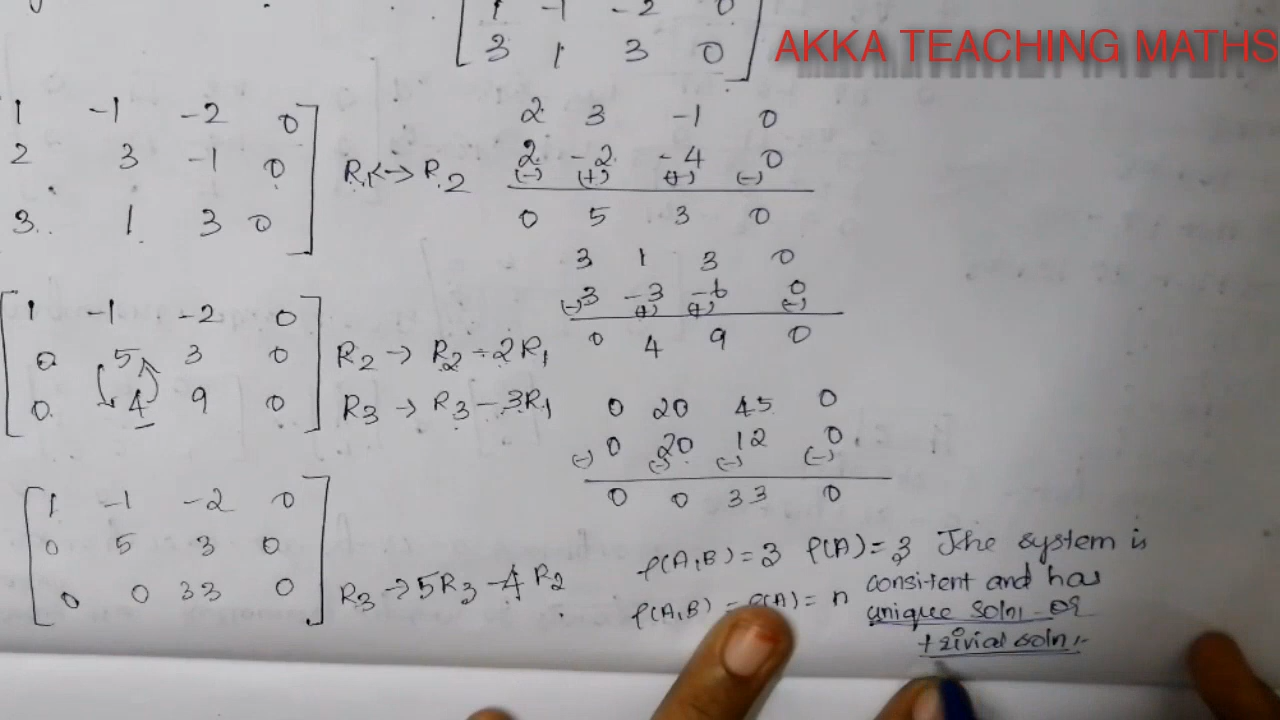 1 -1 -2 0
3 1 3 0
AKKA TEACHING MATHS
1 -1 -2 0
2 3 -1 0
3 1 3 0
R1 <-> R2
2 3 -1 0
2 -2 -4 0
(-) (+) (+) (-)
0 5 3 0
3 1 3 0
3 -3 -6 0
(-) (+) (+) (-)
0 4 9 0
1 -1 -2 0
0 5 3 0
0 4 9 0
R2 → R2 - 2R1
R3 → R3 - 3R1
0 20 45 0
0 20 12 0
(-) (-) (-) (-)
0 0 33 0
1 -1 -2 0
0 5 3 0
0 0 33 0
R3 → 5R3 - 4R2
ρ(A,B) = 3 ρ(A) = 3 The system is
consitent and has
ρ(A,B) = ρ(A) = n
unique soln or
trivial soln.